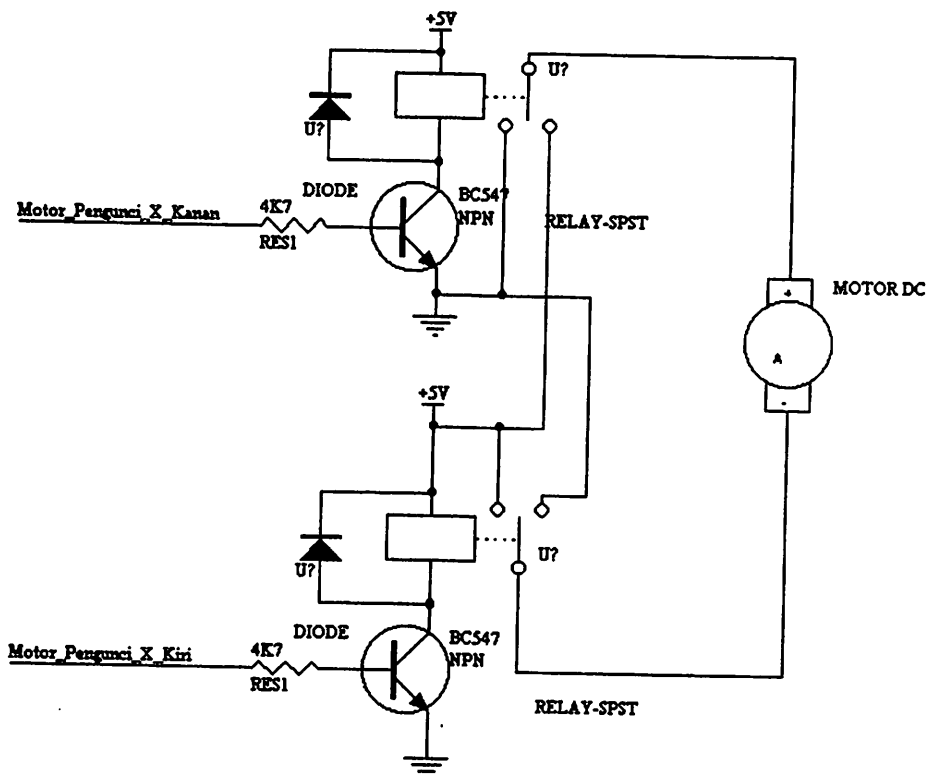 +5V
U?
U?
DIODE
BC547
NPN
Motor_Pengunci_X_Kanan
4K7
RES1
RELAY-SPST
MOTOR DC
+
A
-
+5V
U?
U?
DIODE
BC547
NPN
Motor_Pengunci_X_Kiri
4K7
RES1
RELAY-SPST